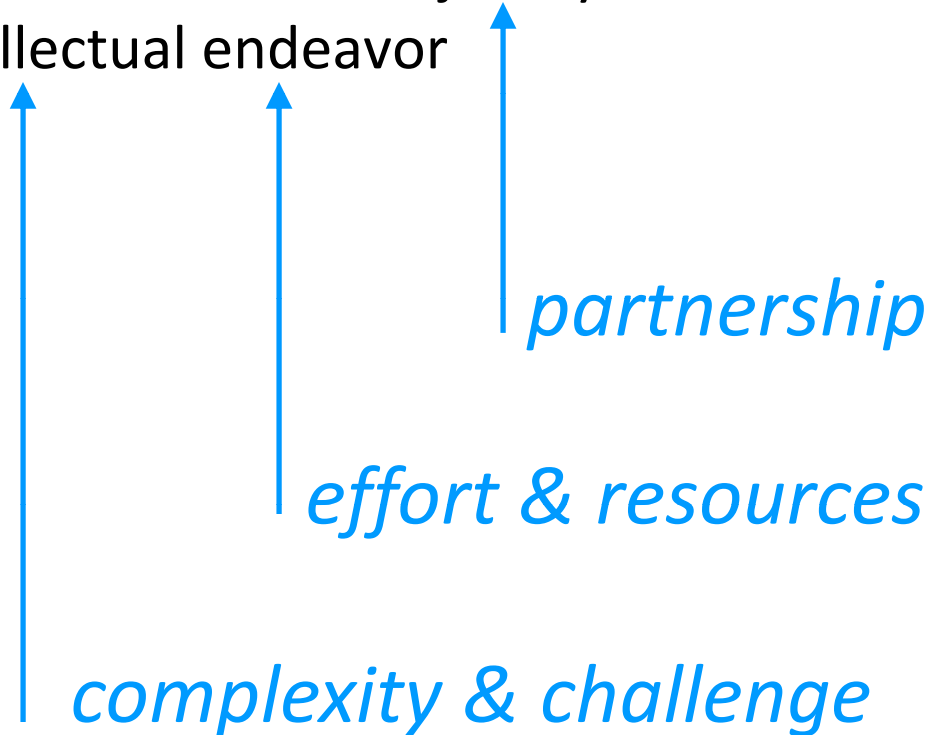 llectual endeavor
partnership
effort & resources
complexity & challenge